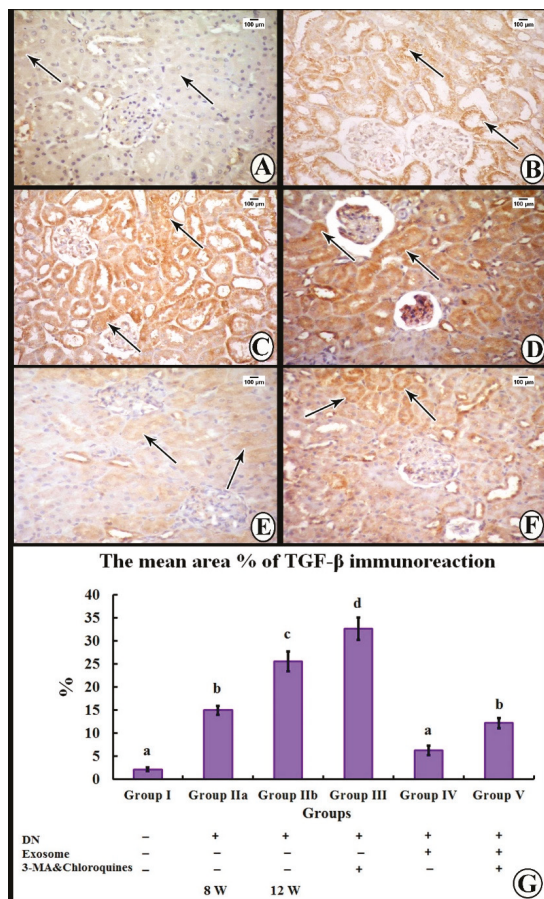 100 µm
100 µm
A
B
100 µm
100 µm
C
D
100 µm
100 µm
E
F
The mean area % of TGF-β immunoreaction
40
35
30
25
20
15
10
5
0
%
a
b
c
d
a
b
Group I Group IIa Group IIb Group III Group IV Group V
Groups
DN – + + + + +
Exosome – – – – + +
3-MA&Chloroquines – – – + – +
8 W 12 W
G